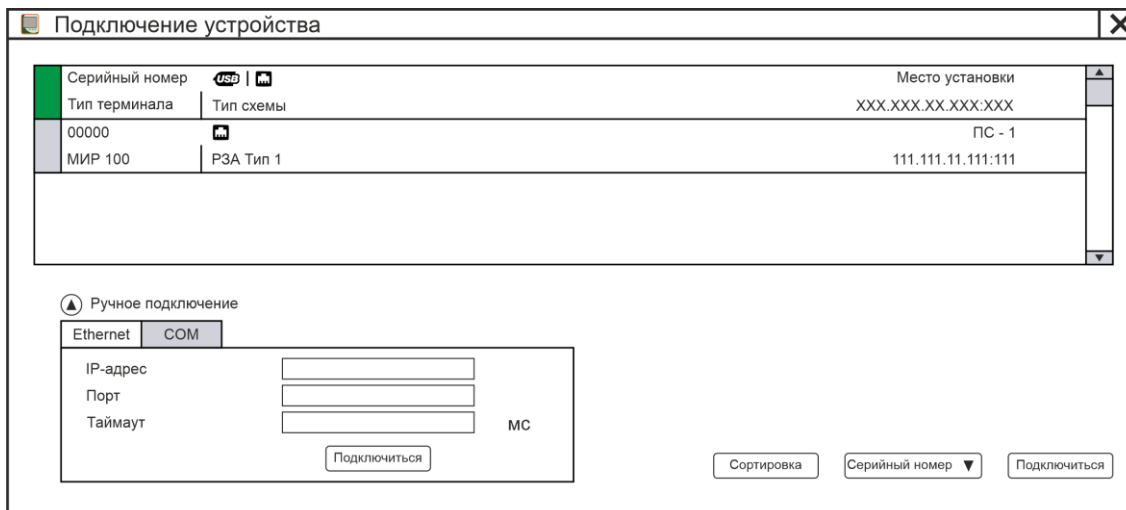 Подключение устройства
Серийный номер USB | Место установки
Тип терминала Тип схемы XXX.XXX.XX.XXX:XXX
00000 ПС - 1
МИР 100 РЗА Тип 1 111.111.11.111:111
Ручное подключение
Ethernet COM
IP-адрес
Порт
Таймаут мс
Подключиться
Сортировка Серийный номер ▼ Подключиться